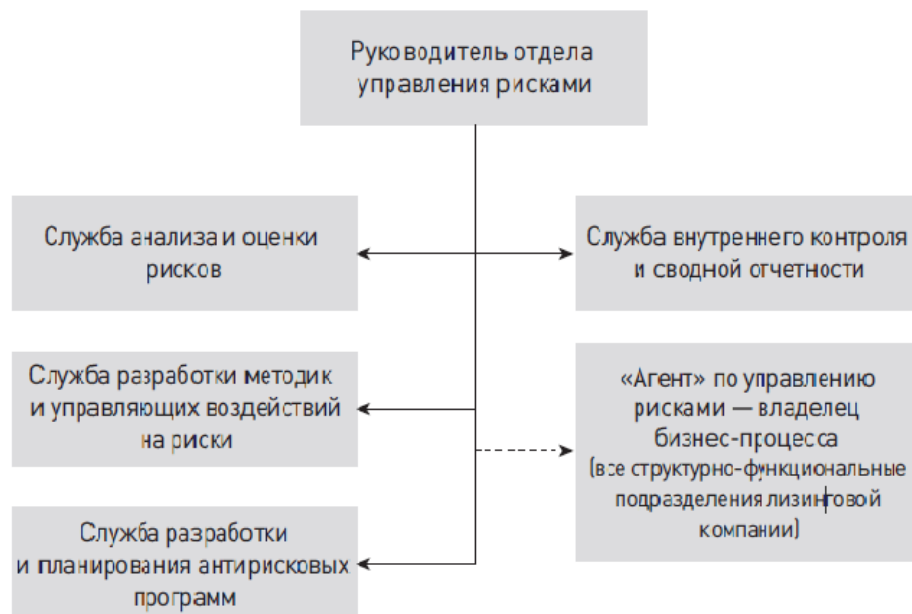 Руководитель отдела
управления рисками
Служба анализа и оценки
рисков
Служба внутреннего контроля
и сводной отчетности
Служба разработки методик
и управляющих воздействий
на риски
«Агент» по управлению
рисками — владелец
бизнес-процесса
(все структурно-функциональные
подразделения лизинговой
компании)
Служба разработки
и планирования антирисковых
программ